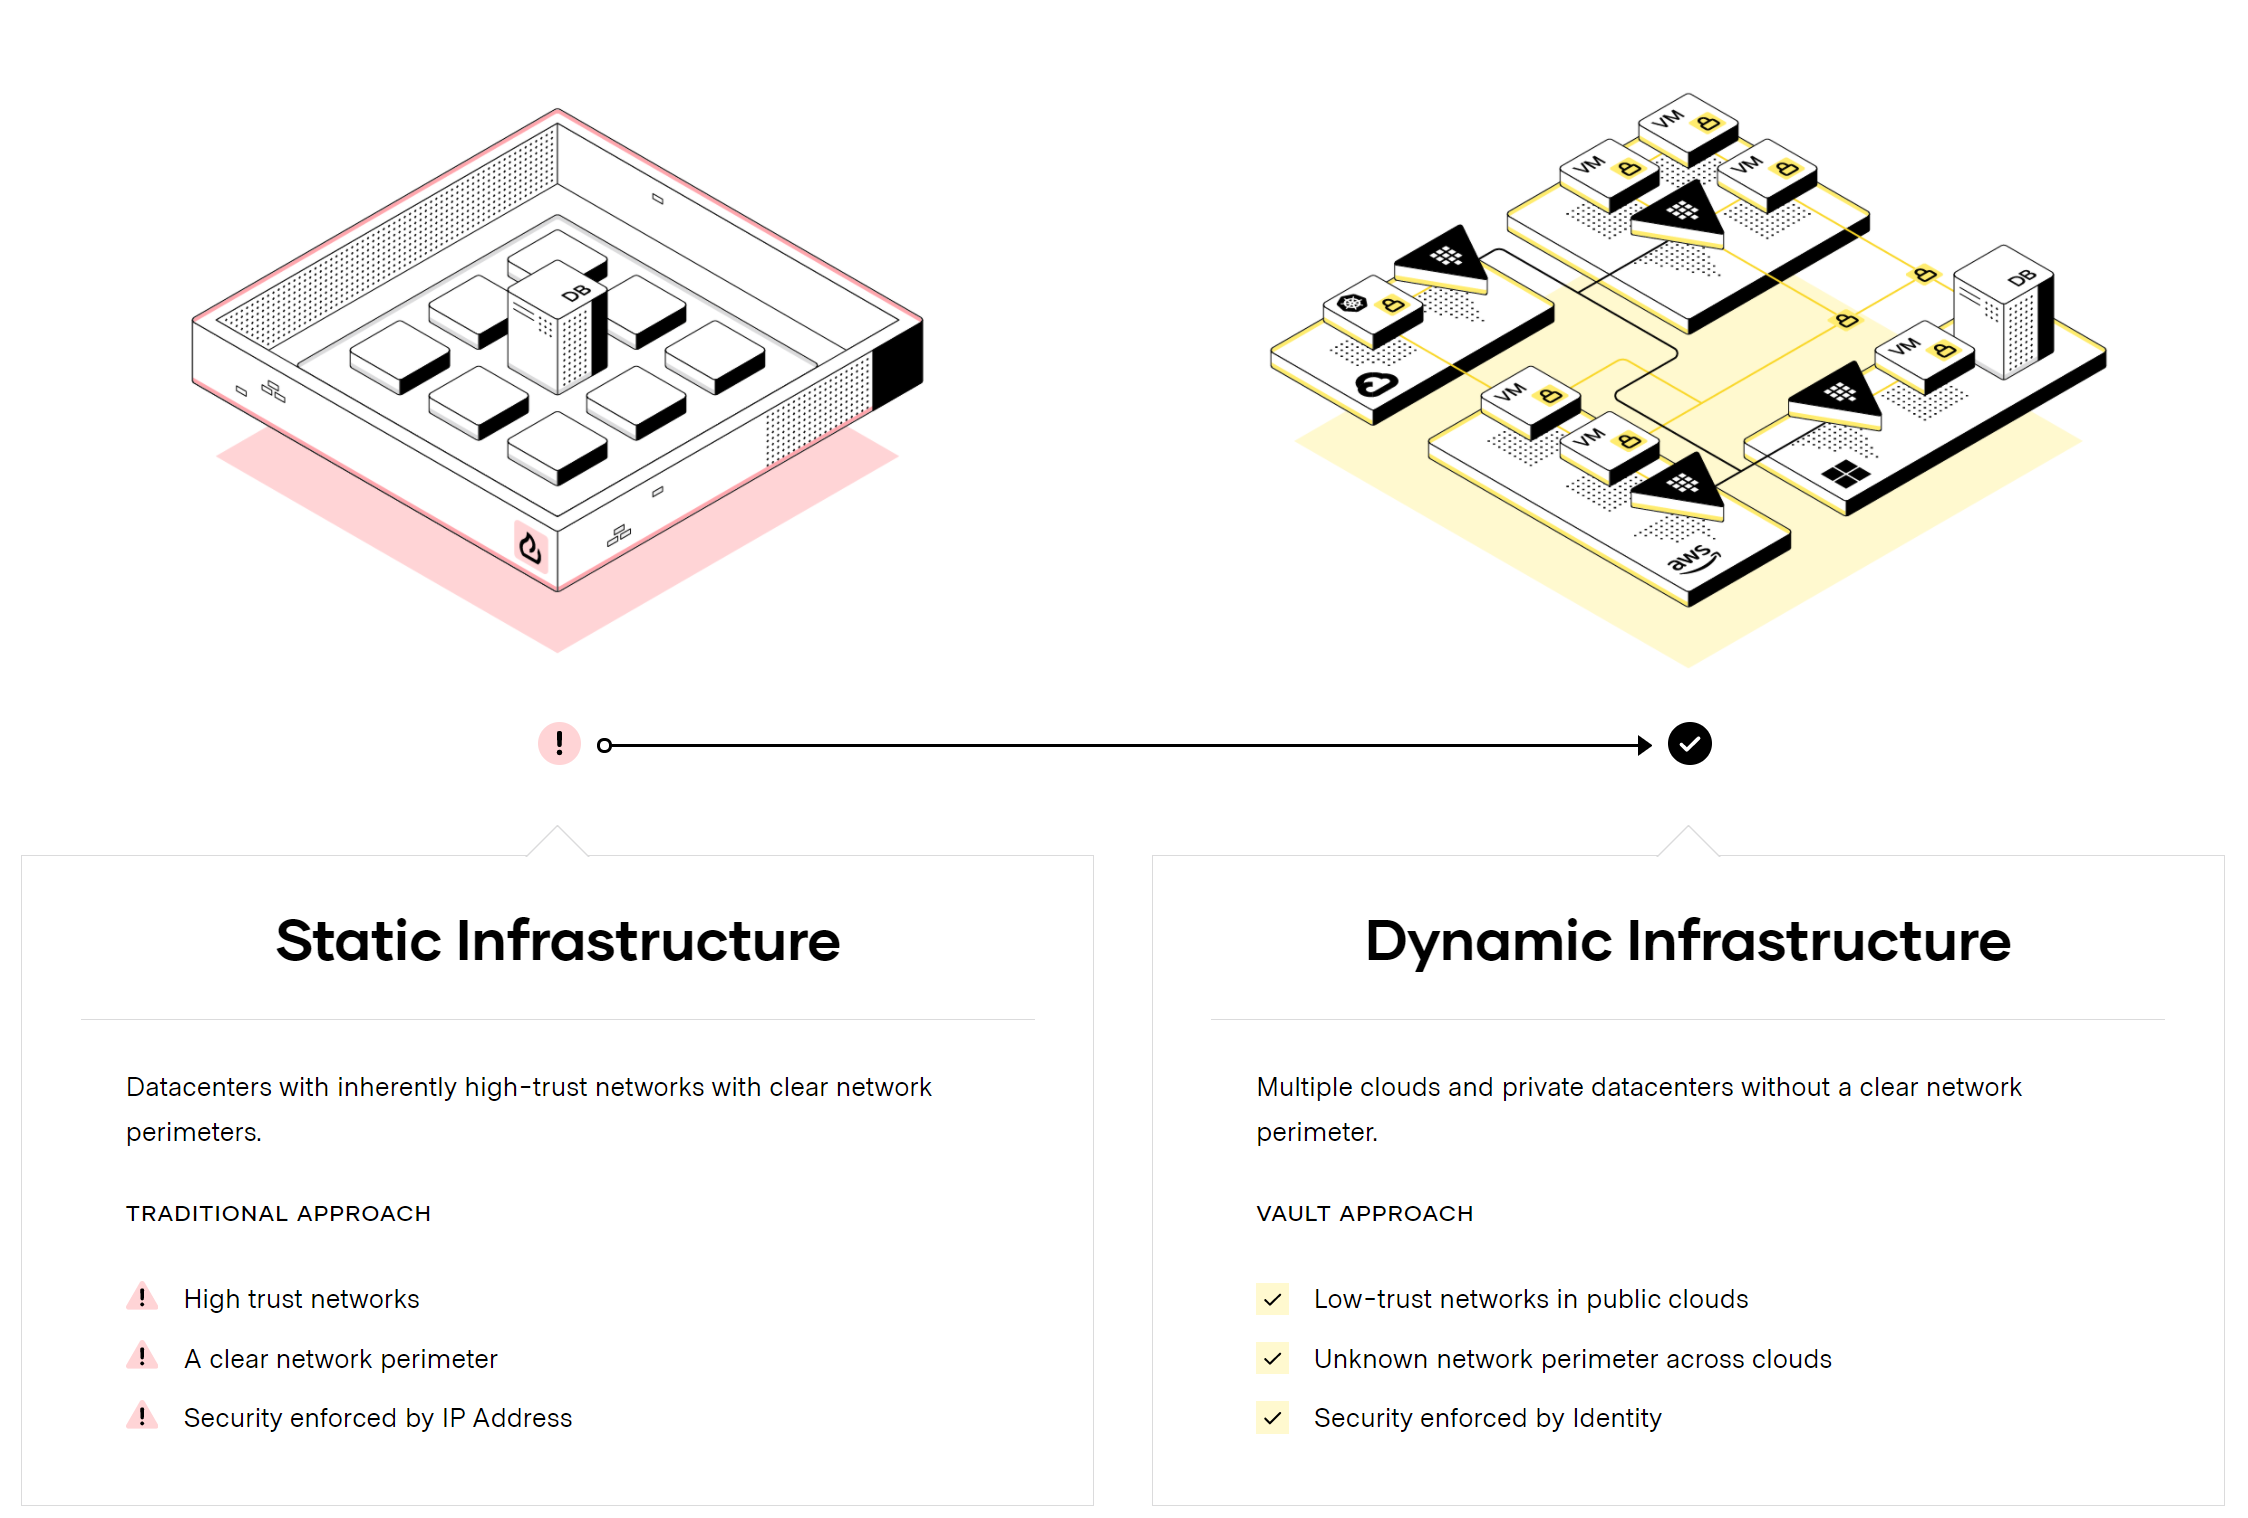 DB
VM
VM
VM
DB
VM
VM
VM
aws
Static Infrastructure
Datacenters with inherently high-trust networks with clear network
perimeters.
TRADITIONAL APPROACH
High trust networks
A clear network perimeter
Security enforced by IP Address
Dynamic Infrastructure
Multiple clouds and private datacenters without a clear network
perimeter.
VAULT APPROACH
Low-trust networks in public clouds
Unknown network perimeter across clouds
Security enforced by Identity